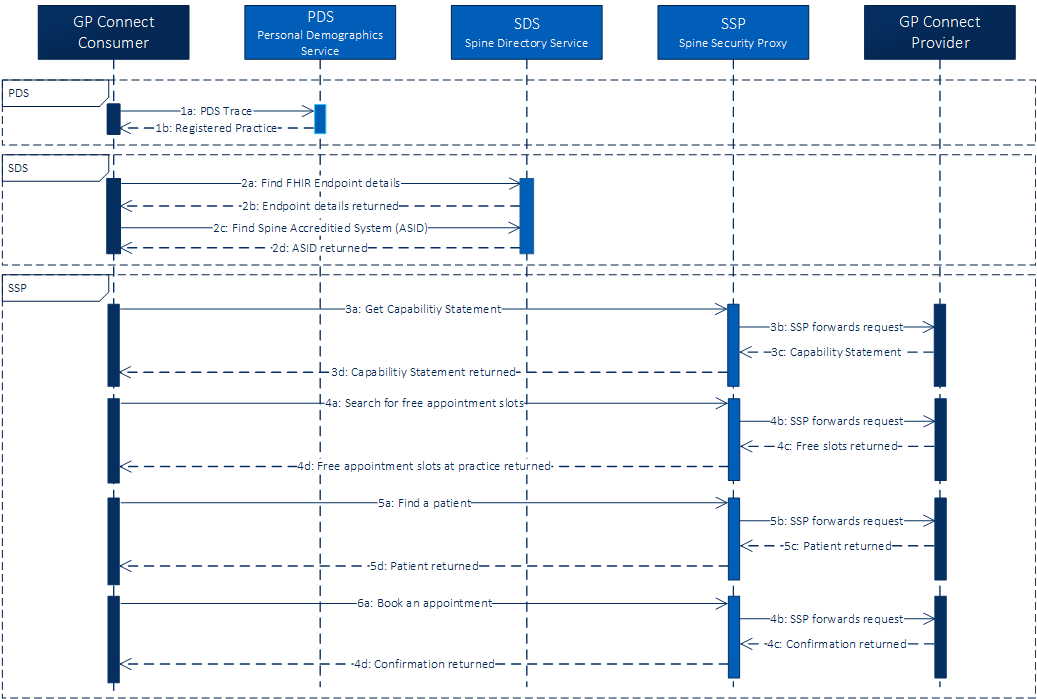 GP Connect
Consumer
PDS
Personal Demographics
Service
SDS
Spine Directory Service
SSP
Spine Security Proxy
GP Connect
Provider
PDS
1a: PDS Trace
1b: Registered Practice
SDS
2a: Find FHIR Endpoint details
2b: Endpoint details returned
2c: Find Spine Accreditied System (ASID)
2d: ASID returned
SSP
3a: Get Capabilitiy Statement
3b: SSP forwards request
3c: Capability Statement
3d: Capabilitiy Statement returned
4a: Search for free appointment slots
4b: SSP forwards request
4c: Free slots returned
4d: Free appointment slots at practice returned
5a: Find a patient
5b: SSP forwards request
5c: Patient returned
5d: Patient returned
6a: Book an appointment
4b: SSP forwards request
4c: Confirmation returned
4d: Confirmation returned